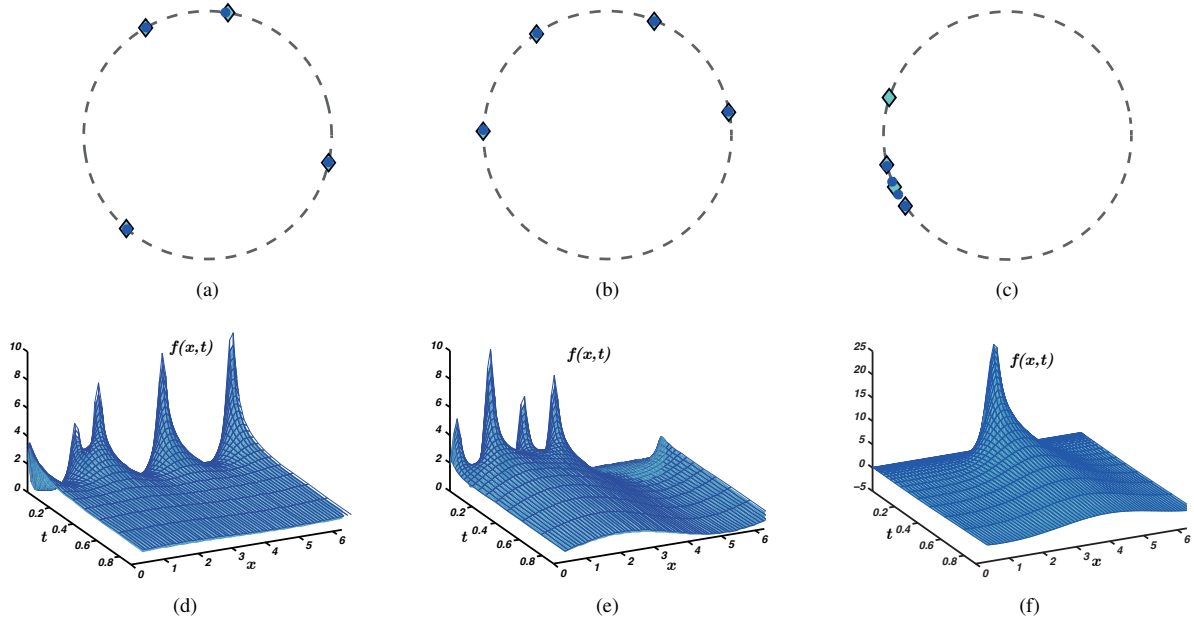 (a) (b) (c)
f(x,t) f(x,t) f(x,t)
10 8 6 4 2 0 0.2 0.4 0.6 0.8 t 0 1 2 3 4 5 6 x
10 8 6 4 2 0 0.2 0.4 0.6 0.8 t 0 1 2 3 4 5 6 x
25 20 15 10 5 0 −5 0.2 0.4 0.6 0.8 t 0 1 2 3 4 5 6 x
(d) (e) (f)